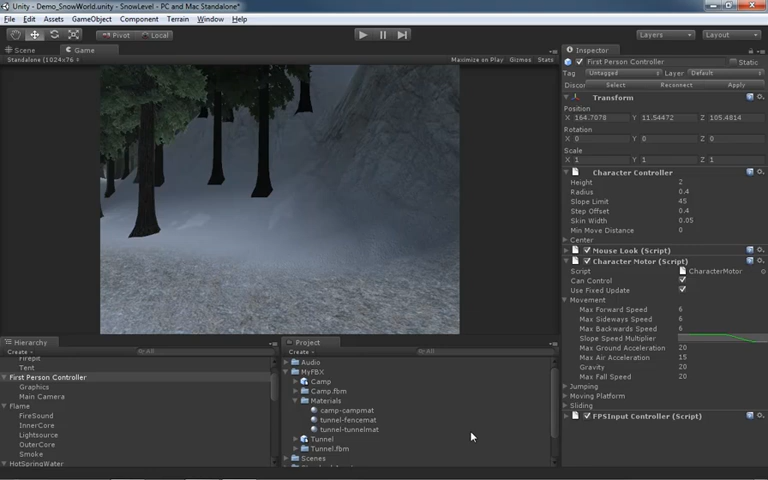 Unity - Demo_SnowWorld.unity - SnowLevel - PC and Mac Standalone*
File Edit Assets GameObject Component Terrain Window Help
Pivot Local Layers Layout
Scene Game
Standalone (1024x76 Maximize on Play Gizmos Stats
Inspector
First Person Controller Static
Tag Untagged Layer Default
Discor Select Reconnect Apply
Transform
Position
X 164.7078 Y 11.54472 Z 105.4814
Rotation
X 0 Y 0 Z 0
Scale
X 1 Y 1 Z 1
Character Controller
Height 2
Radius 0.4
Slope Limit 45
Step Offset 0.4
Skin Width 0.05
Min Move Distance 0
Center
Mouse Look (Script)
Character Motor (Script)
Script CharacterMotor
Can Control
Use Fixed Update
Movement
Max Forward Speed 6
Max Sideways Speed 6
Max Backwards Speed 6
Slope Speed Multiplier
Max Ground Acceleration 20
Max Air Acceleration 15
Gravity 20
Max Fall Speed 20
Jumping
Moving Platform
Sliding
FPSInput Controller (Script)
Hierarchy
Create All
Firepit
Tent
First Person Controller
Graphics
Main Camera
Flame
FireSound
InnerCore
Lightsource
OuterCore
Smoke
HotSpringWater
Project
Create All
Audio
MyFBX
Camp
Camp.fbm
Materials
camp-campmat
tunnel-fencemat
tunnel-tunnelmat
Tunnel
Tunnel.fbm
Scenes